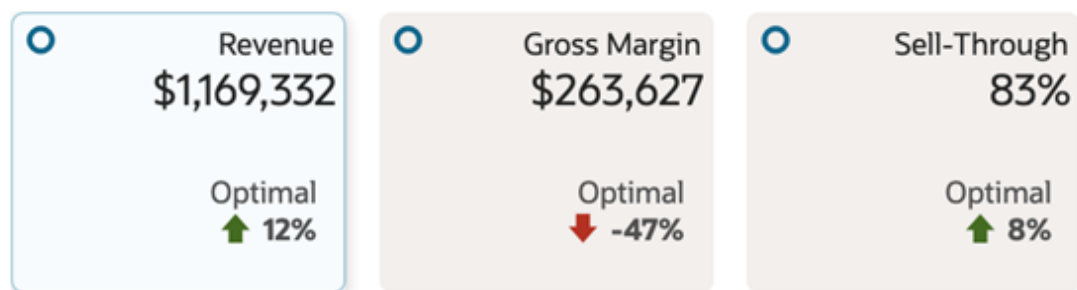 Revenue
$1,169,332
Optimal
12%
Gross Margin
$263,627
Optimal
-47%
Sell-Through
83%
Optimal
8%